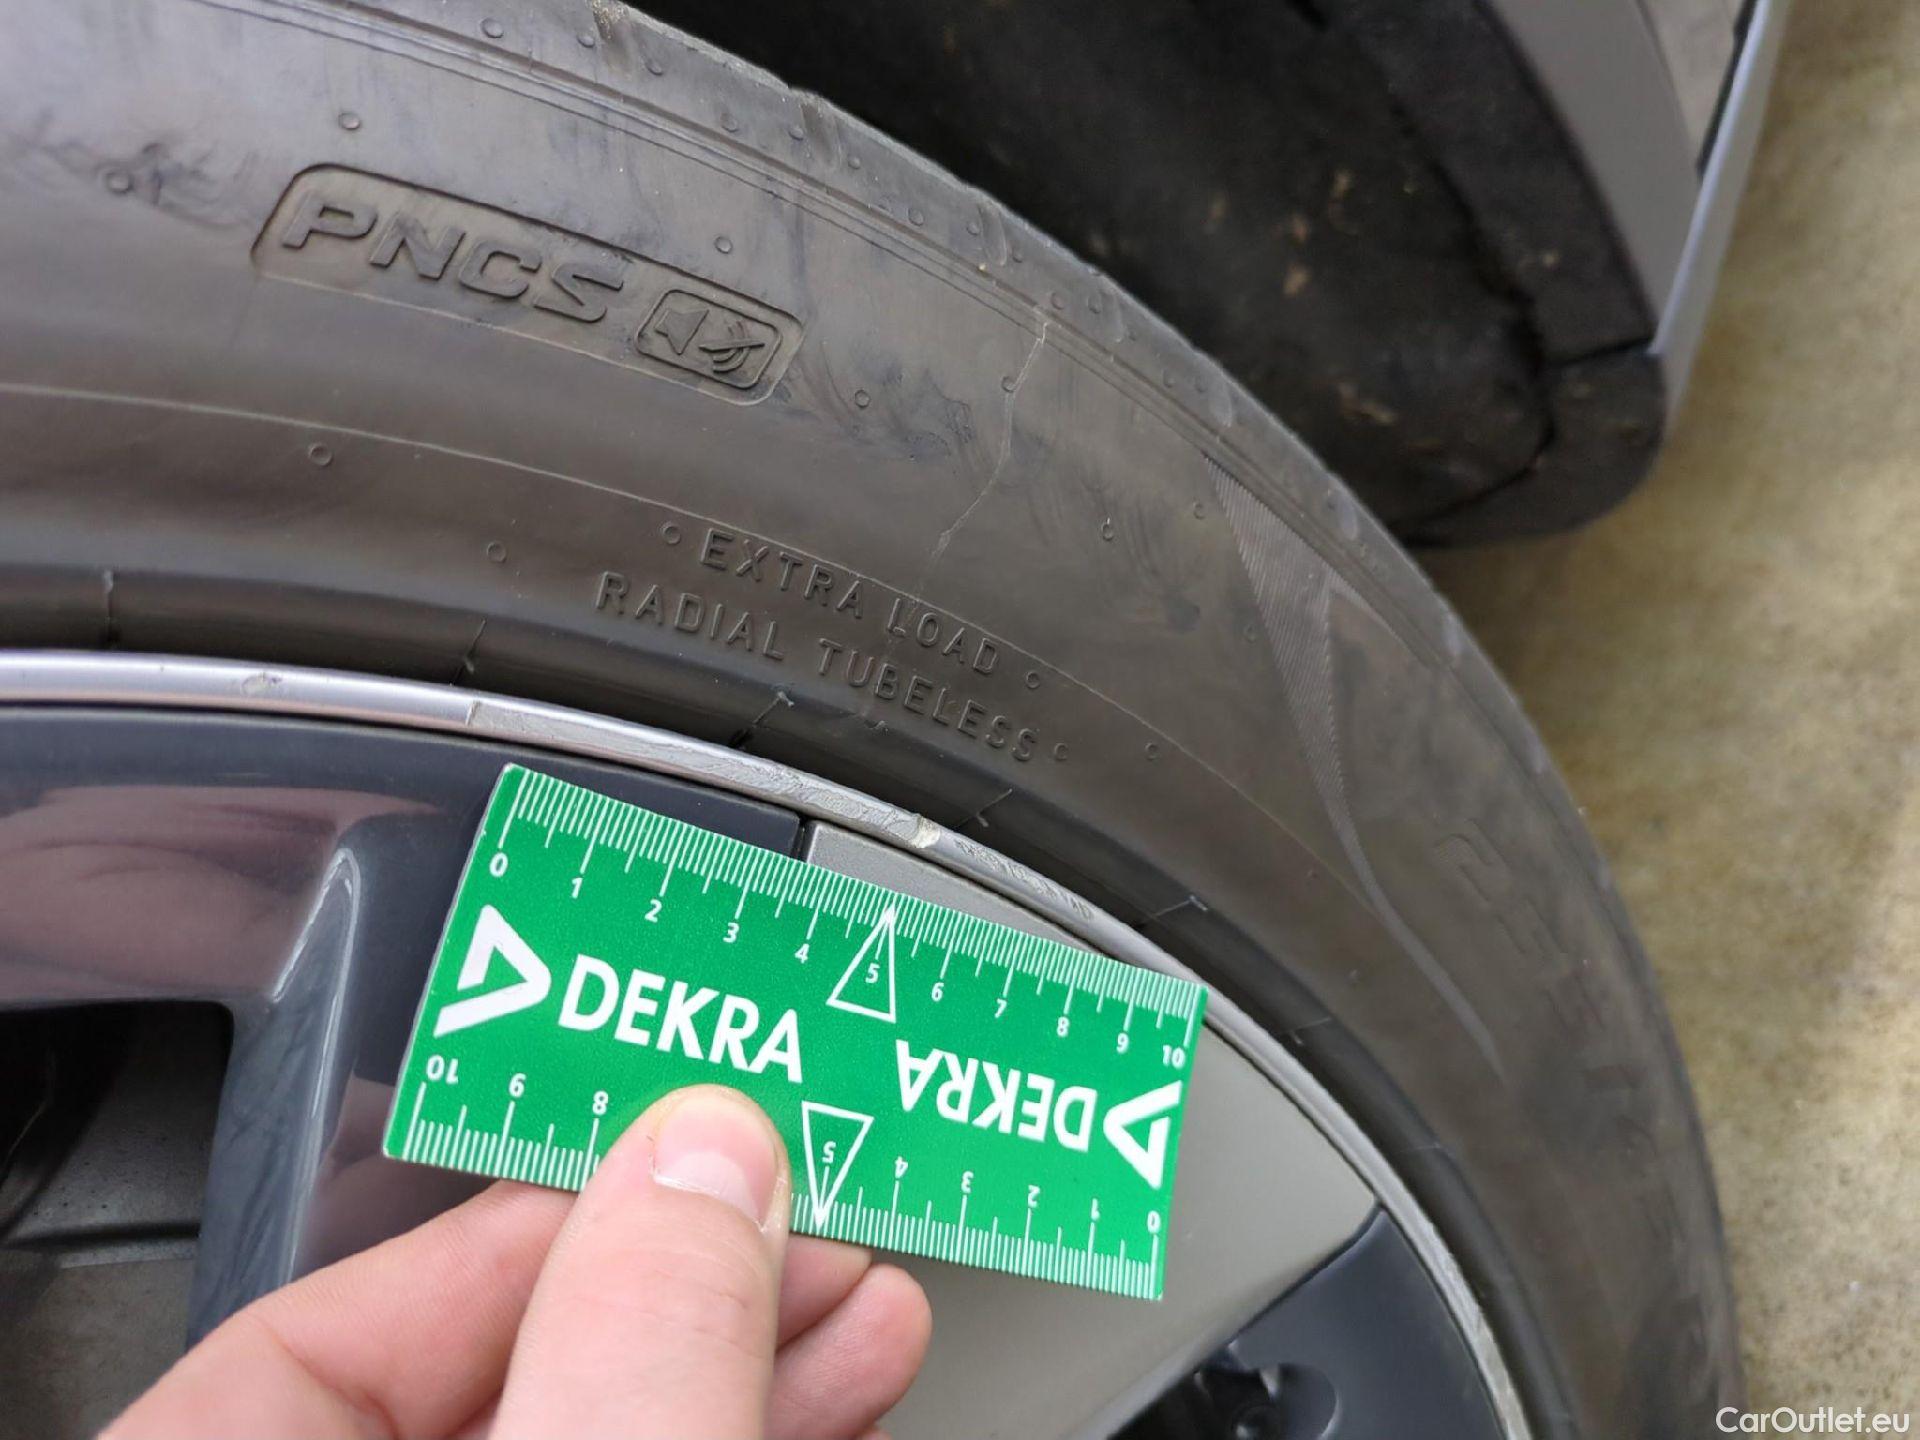 PNCS
EXTRA LOAD
RADIAL TUBELESS
0 1 2 3 4 5 6 7 8 9 10
DEKRA
DEKRA
10 9 8 5 4 3 2 1 0
CarOutlet.eu